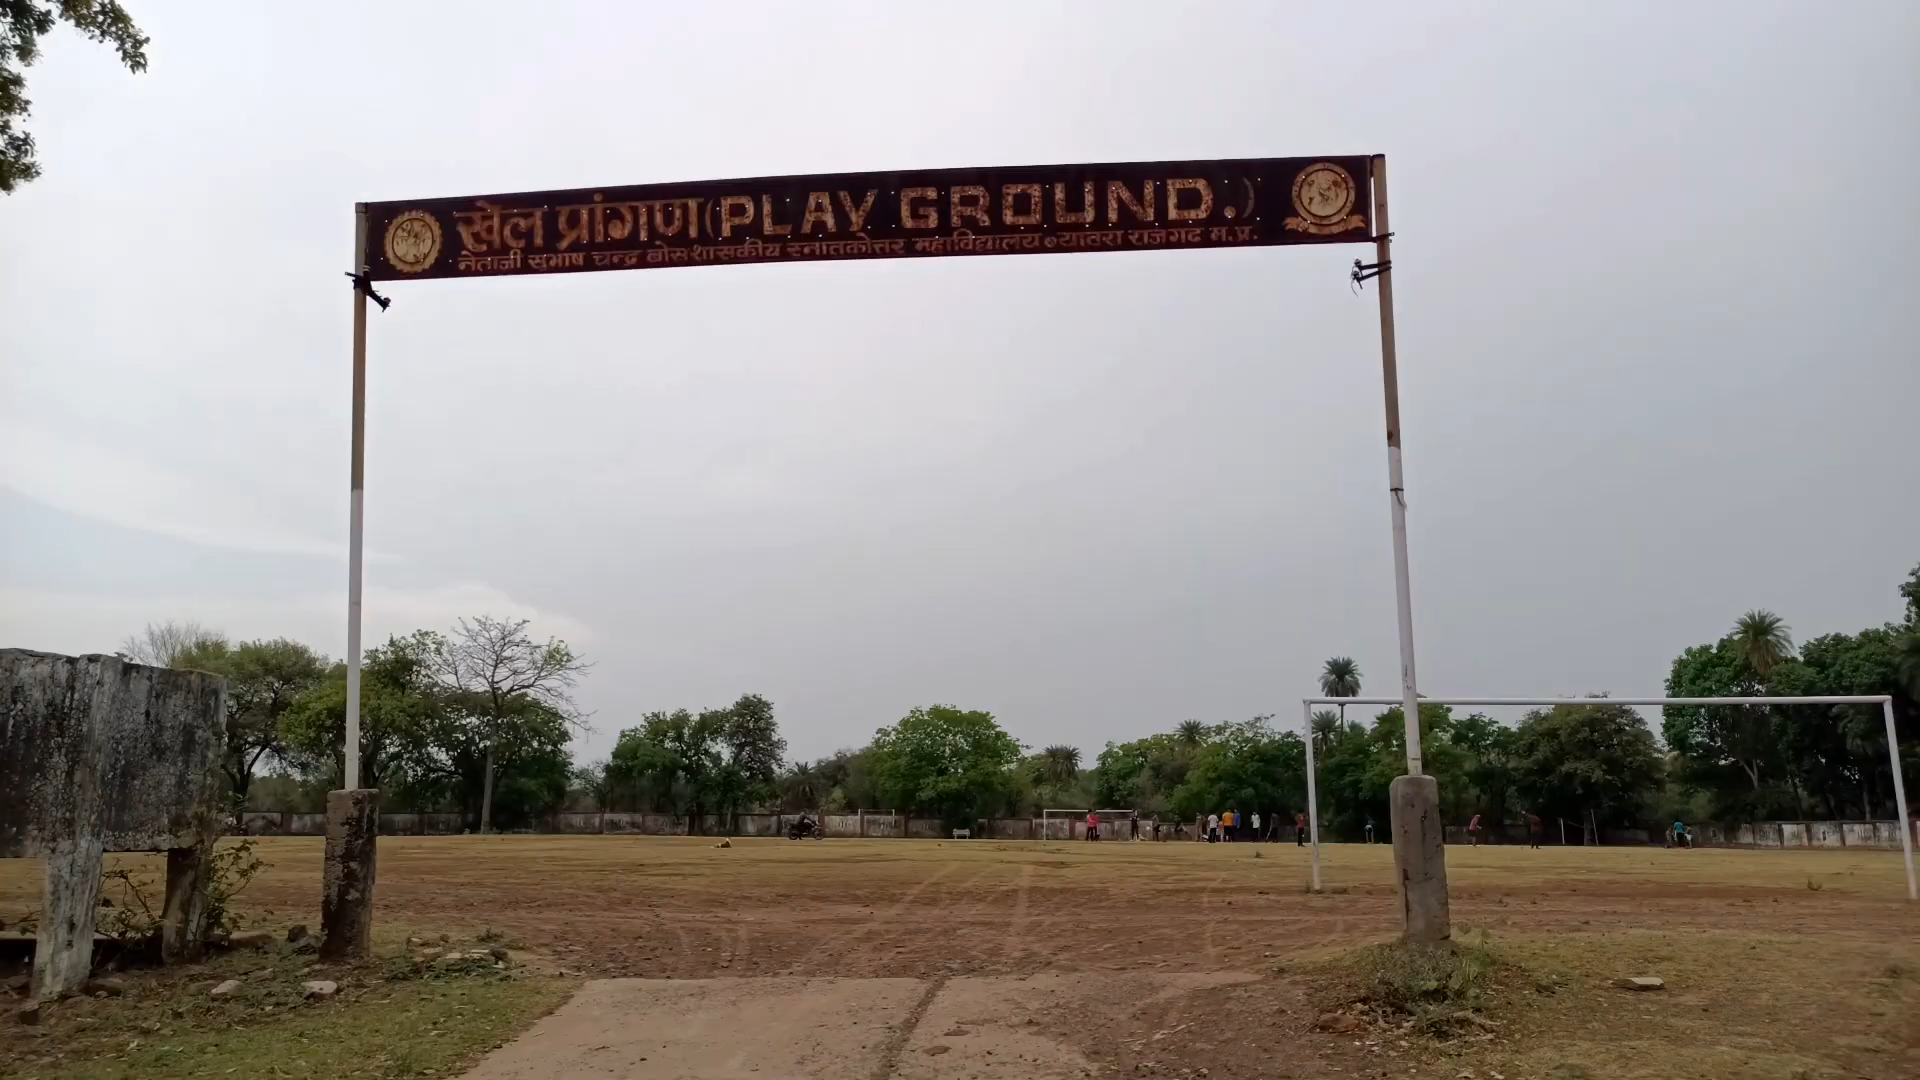 खेल प्रांगण (PLAY GROUND.)
नेताजी सुभाष चन्द्र बोस शासकीय स्नातकोत्तर महाविद्यालय ब्यावरा राजगढ म.प्र.